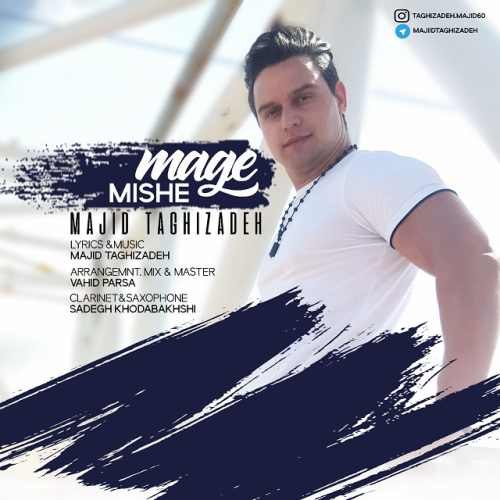 TAGHIZADEH.MAJID60
MAJIIDTAGHIZADEH
mage
MISHE
MAJID TAGHIZADEH
LYRICS &MUSIC
MAJID TAGHIZADEH
ARRANGEMNT, MIX & MASTER
VAHID PARSA
CLARINET&SAXOPHONE
SADEGH KHODABAKHSHI